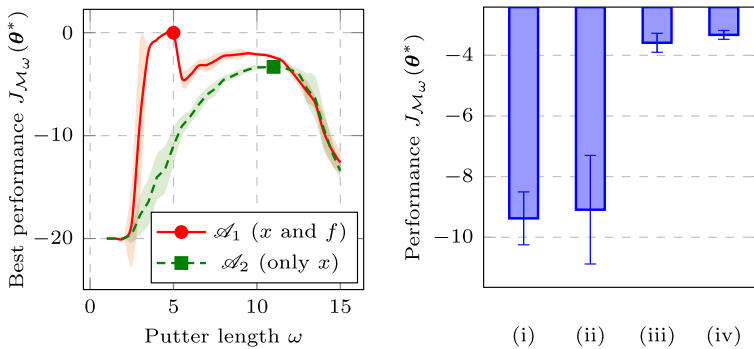 Best performance J_{ℳ_ω}(θ*)
0
−10
−20
0
5
10
15
Putter length ω
𝒜₁ (x and f)
𝒜₂ (only x)
Performance J_{ℳ_ω}(θ*)
−4
−6
−8
−10
(i)
(ii)
(iii)
(iv)